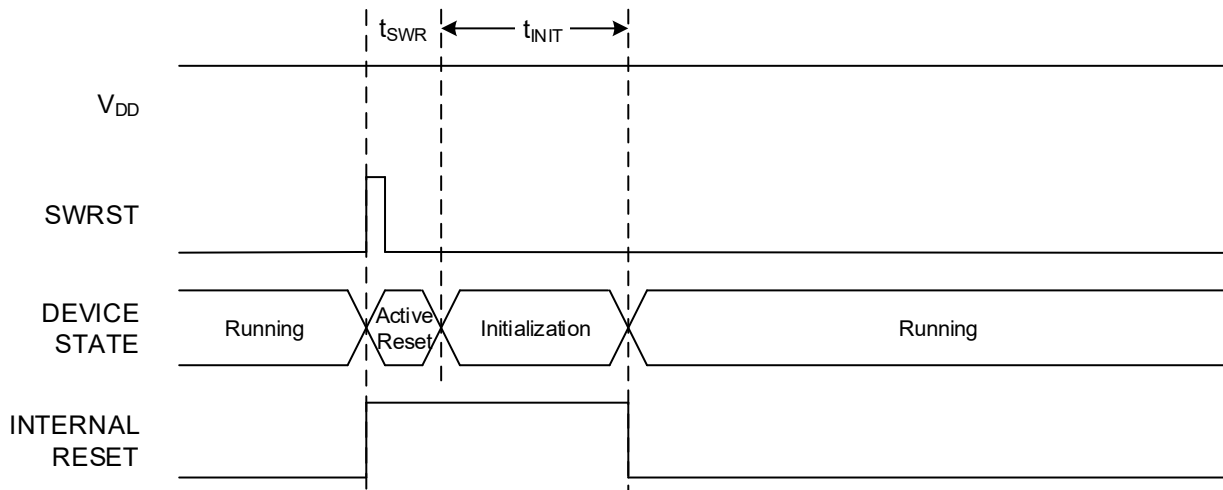 tSWR
tINIT
VDD
SWRST
DEVICE
STATE
Running
Active
Reset
Initialization
Running
INTERNAL
RESET